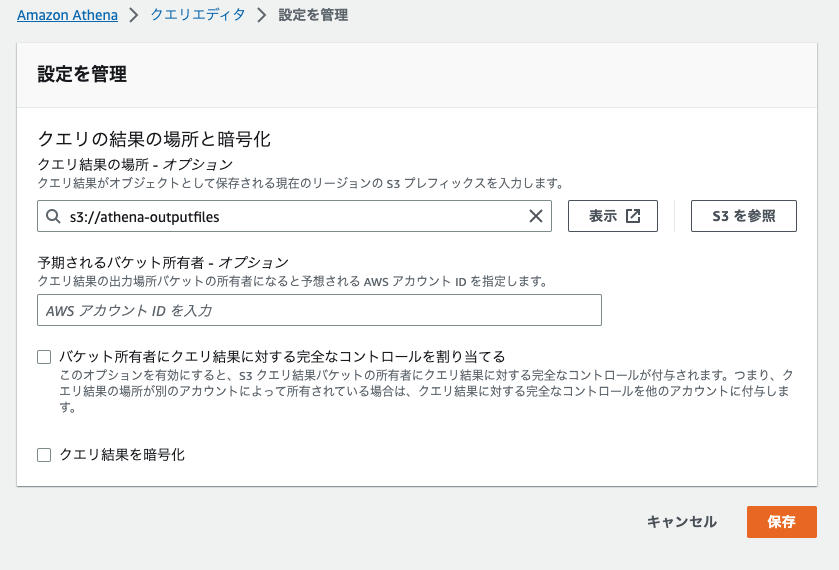 Amazon Athena > クエリエディタ > 設定を管理
設定を管理
クエリの結果の場所と暗号化
クエリ結果の場所 - オプション
クエリ結果がオブジェクトとして保存される現在のリージョンの S3 プレフィックスを入力します。
s3://athena-outputfiles
表示
S3 を参照
予期されるバケット所有者 - オプション
クエリ結果の出力場所バケットの所有者になると予想される AWS アカウント ID を指定します。
AWS アカウント ID を入力
バケット所有者にクエリ結果に対する完全なコントロールを割り当てる
このオプションを有効にすると、S3 クエリ結果バケットの所有者にクエリ結果に対する完全なコントロールが付与されます。つまり、ク
エリ結果の場所が別のアカウントによって所有されている場合は、クエリ結果に対する完全なコントロールを他のアカウントに付与しま
す。
クエリ結果を暗号化
キャンセル
保存